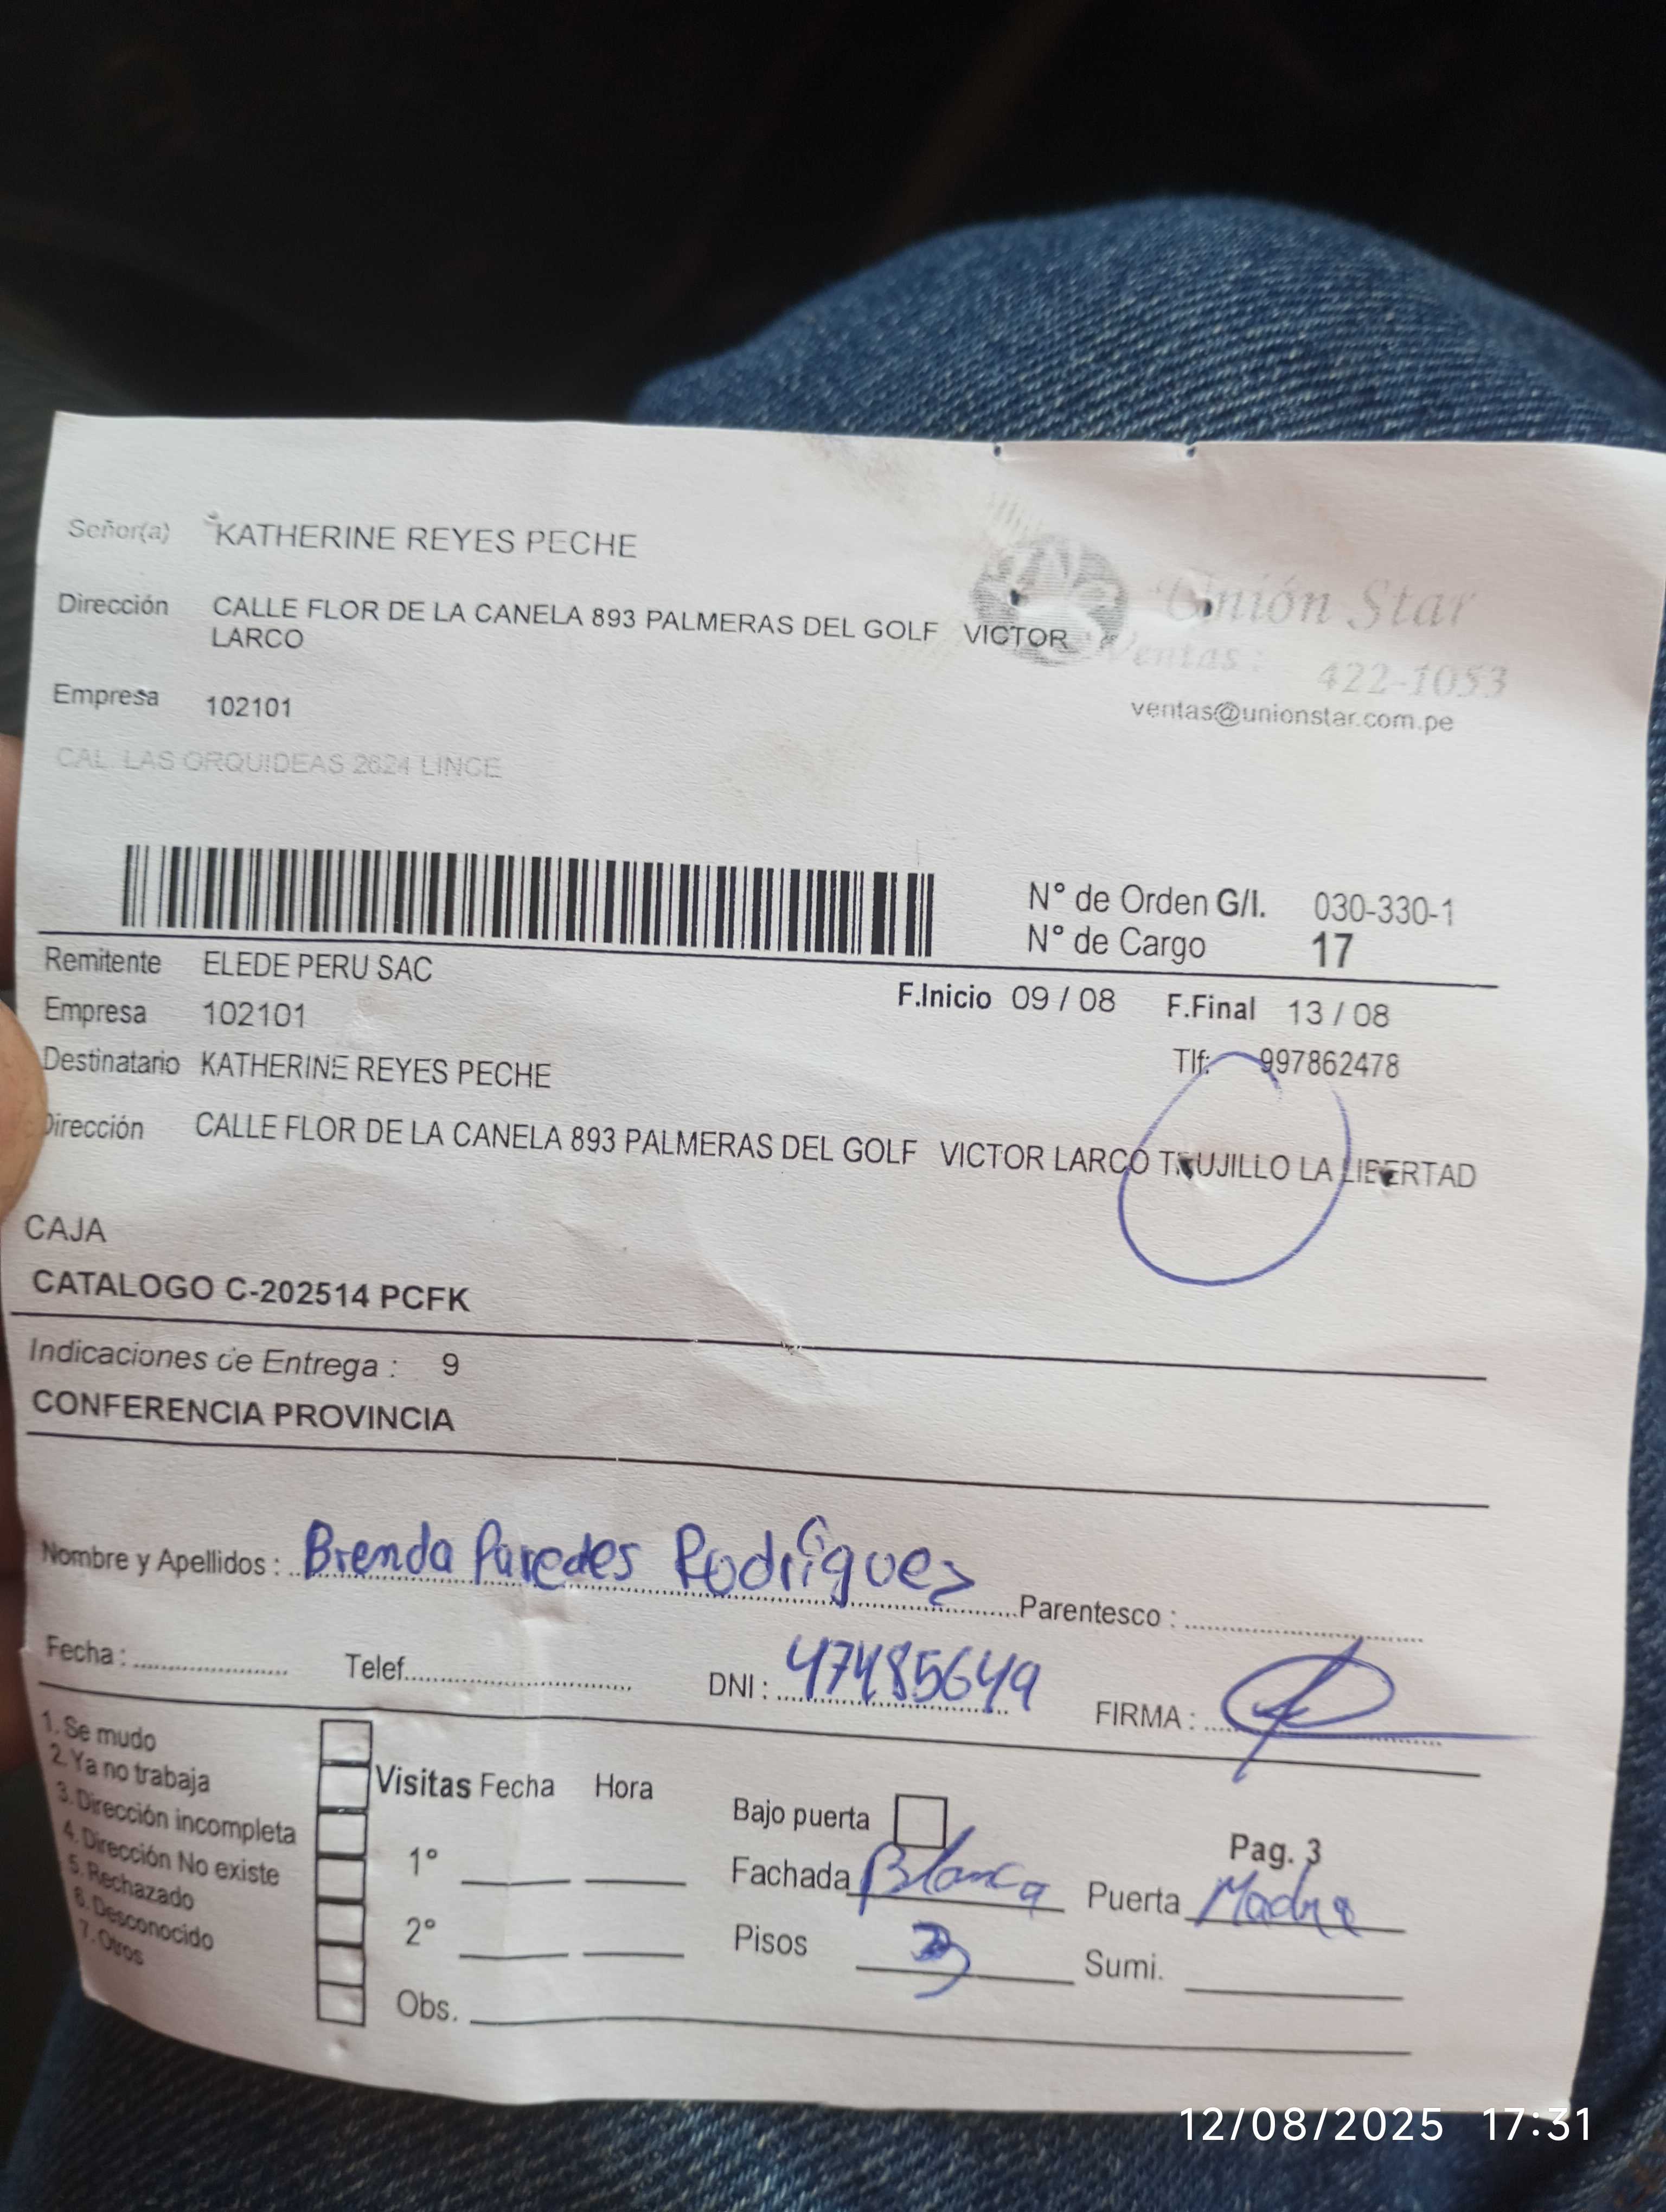 Señor(a) KATHERINE REYES PECHE
Dirección CALLE FLOR DE LA CANELA 893 PALMERAS DEL GOLF VICTOR
LARCO
Unión Star
Ventas : 422-1053
ventas@unionstar.com.pe
Empresa 102101
CAL. LAS ORQUIDEAS 2624 LINCE
N° de Orden G/I. 030-330-1
N° de Cargo 17
Remitente ELEDE PERU SAC
F.Inicio 09 / 08 F.Final 13 / 08
Empresa 102101
Tlf: 997862478
Destinatario KATHERINE REYES PECHE
Dirección CALLE FLOR DE LA CANELA 893 PALMERAS DEL GOLF VICTOR LARCO TRUJILLO LA LIBERTAD
CAJA
CATALOGO C-202514 PCFK
Indicaciones de Entrega : 9
CONFERENCIA PROVINCIA
Nombre y Apellidos : Brenda Paredes Rodríguez Parentesco :
Fecha : Telef. DNI : 47485649 FIRMA :
1. Se mudo
2. Ya no trabaja
3. Dirección incompleta
4. Dirección No existe
5. Rechazado
6. Desconocido
7. Otros
Visitas Fecha Hora
1°
2°
Obs.
Bajo puerta
Pag. 3
Fachada Blanca Puerta Madra
Pisos Sumi.
12/08/2025 17:31